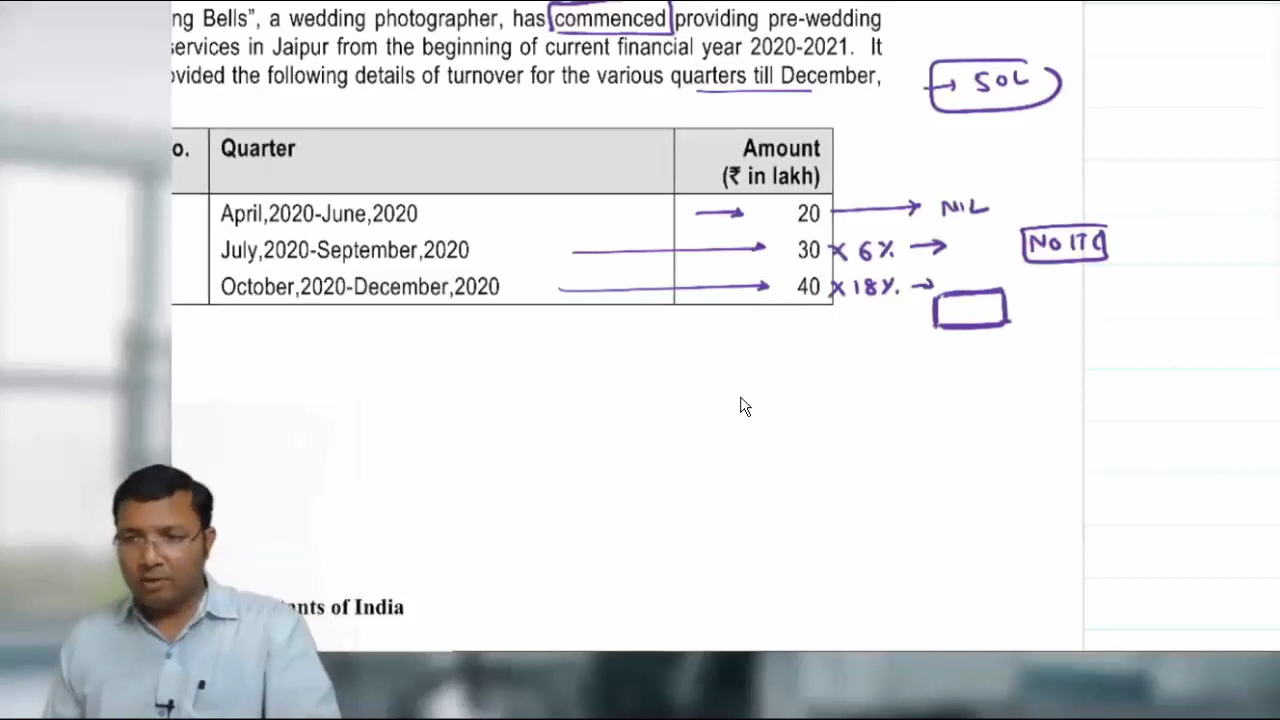 ng Bells”, a wedding photographer, has commenced providing pre-wedding
services in Jaipur from the beginning of current financial year 2020-2021. It
ovided the following details of turnover for the various quarters till December,
→ SOL
o. Quarter Amount (₹ in lakh)
April,2020-June,2020 → 20 → NIL
July,2020-September,2020 → 30 × 6% → No ITC
October,2020-December,2020 → 40 × 18% →
ants of India